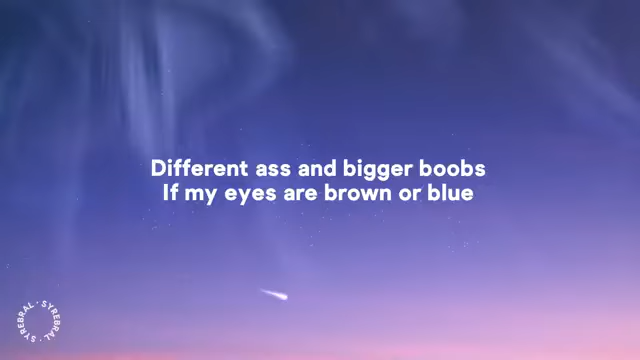 Different ass and bigger boobs
If my eyes are brown or blue
SYREBRAL · SYREBRAL ·